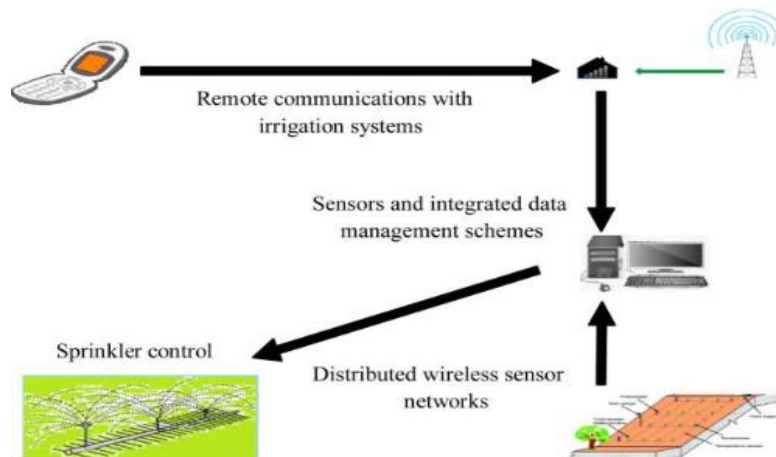 Remote communications with
irrigation systems
Sensors and integrated data
management schemes
Sprinkler control
Distributed wireless sensor
networks